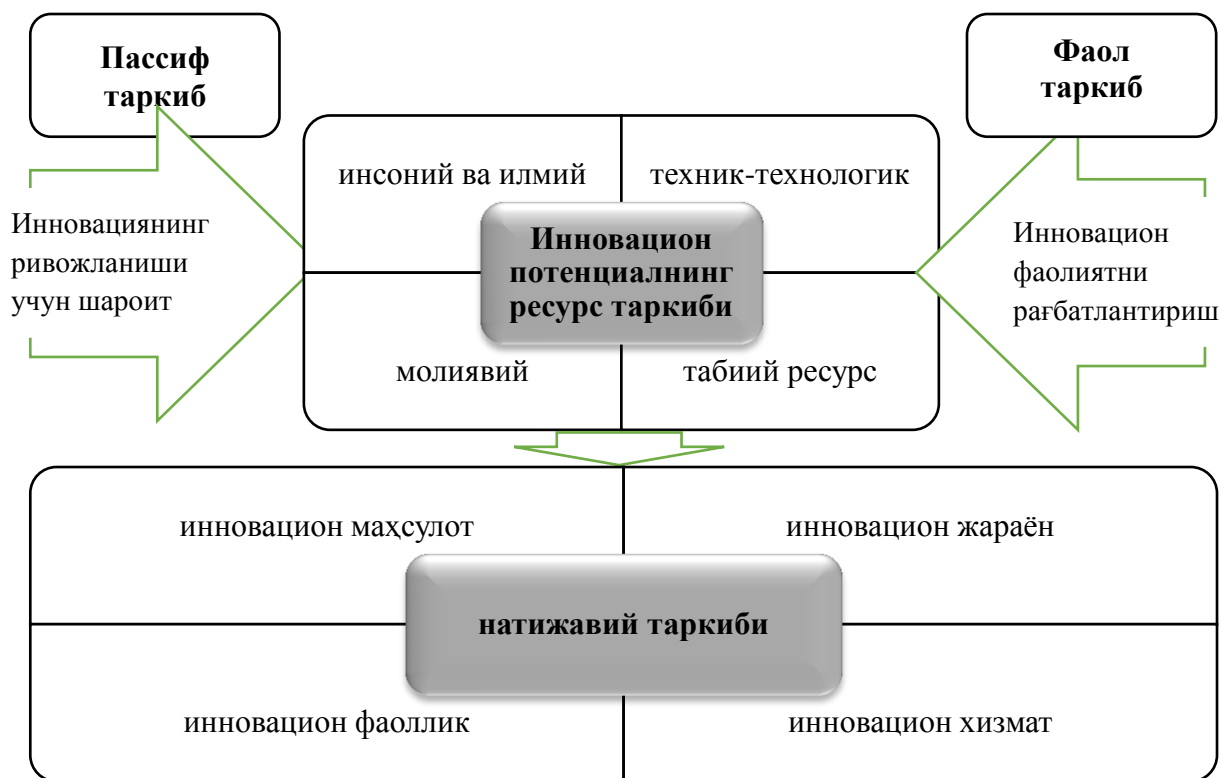 Пассиф
таркиб
Фаол
таркиб
инсоний ва илмий
техник-технологик
Инновациянинг
ривожланиши
учун шароит
Инновацион
потенциалнинг
ресурс таркиби
Инновацион
фаолиятни
рағбатлантириш
молиявий
табиий ресурс
инновацион маҳсулот
инновацион жараён
натижавий таркиби
инновацион фаоллик
инновацион хизмат